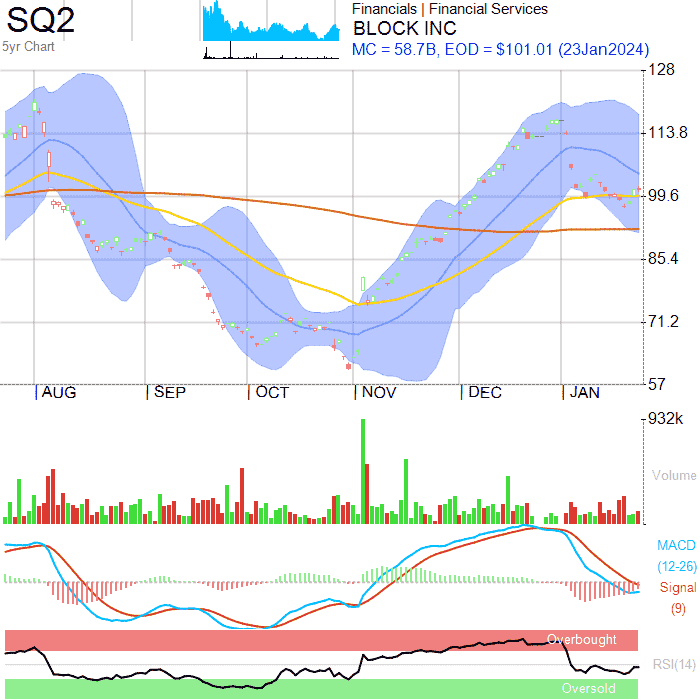 SQ2
5yr Chart
Financials | Financial Services
BLOCK INC
MC = 58.7B, EOD = $101.01 (23Jan2024)
128
113.8
99.6
85.4
71.2
57
AUG SEP OCT NOV DEC JAN
932k
Volume
MACD
(12-26)
Signal
(9)
Overbought
RSI(14)
Oversold